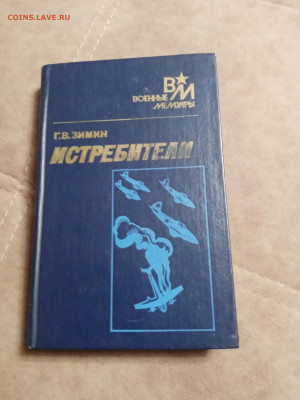 COINS.LAVE.RU
ВМ
ВОЕННЫЕ
МЕМУАРЫ
Г.В.ЗИМИН
ИСТРЕБИТЕЛИ